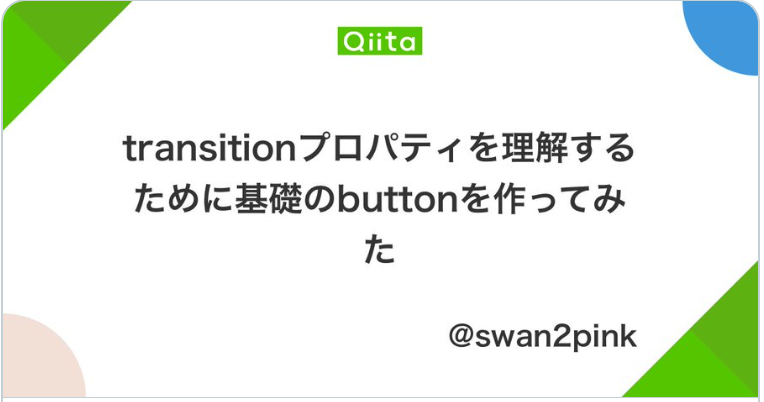 Qiita
transitionプロパティを理解する
ために基礎のbuttonを作ってみ
た
@swan2pink